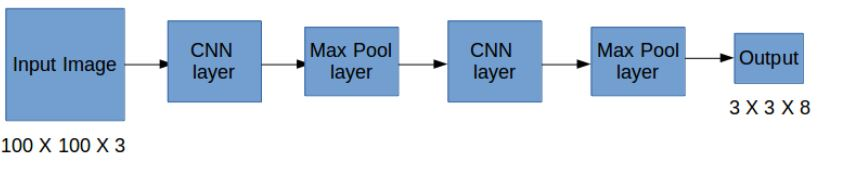 Input Image
CNN
layer
Max Pool
layer
CNN
layer
Max Pool
layer
Output
3 X 3 X 8
100 X 100 X 3